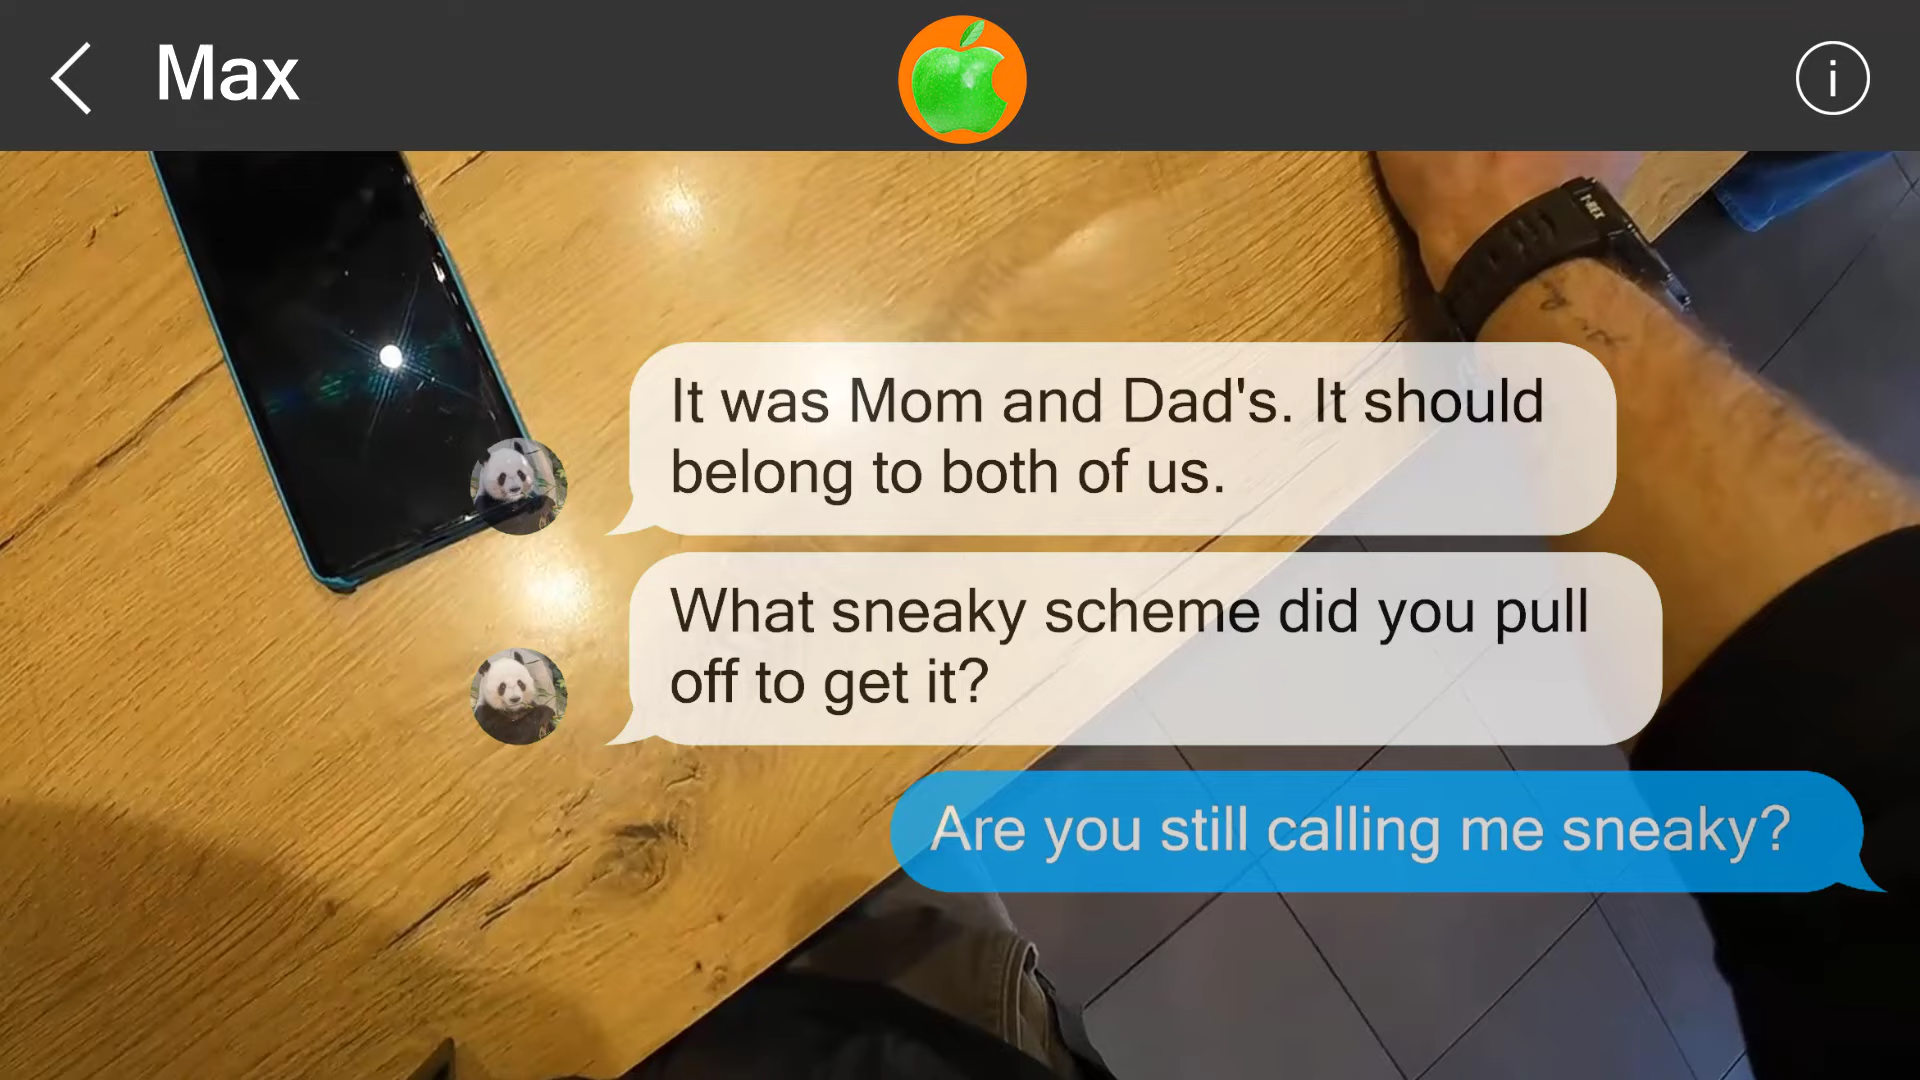 Max
i
It was Mom and Dad's. It should
belong to both of us.
What sneaky scheme did you pull
off to get it?
Are you still calling me sneaky?